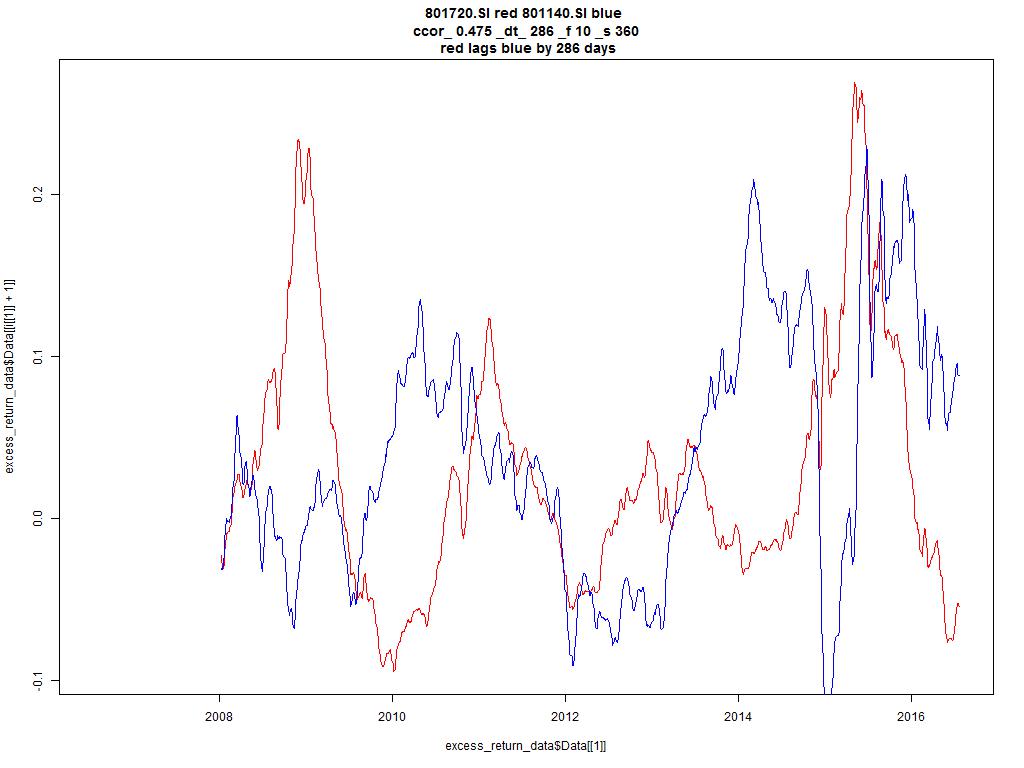 801720.SI red 801140.SI blue
ccor_ 0.475 _dt_ 286 _f 10 _s 360
red lags blue by 286 days
excess_return_data$Data[[i[[1]] + 1]]
0.2
0.1
0.0
-0.1
2008 2010 2012 2014 2016
excess_return_data$Data[[1]]